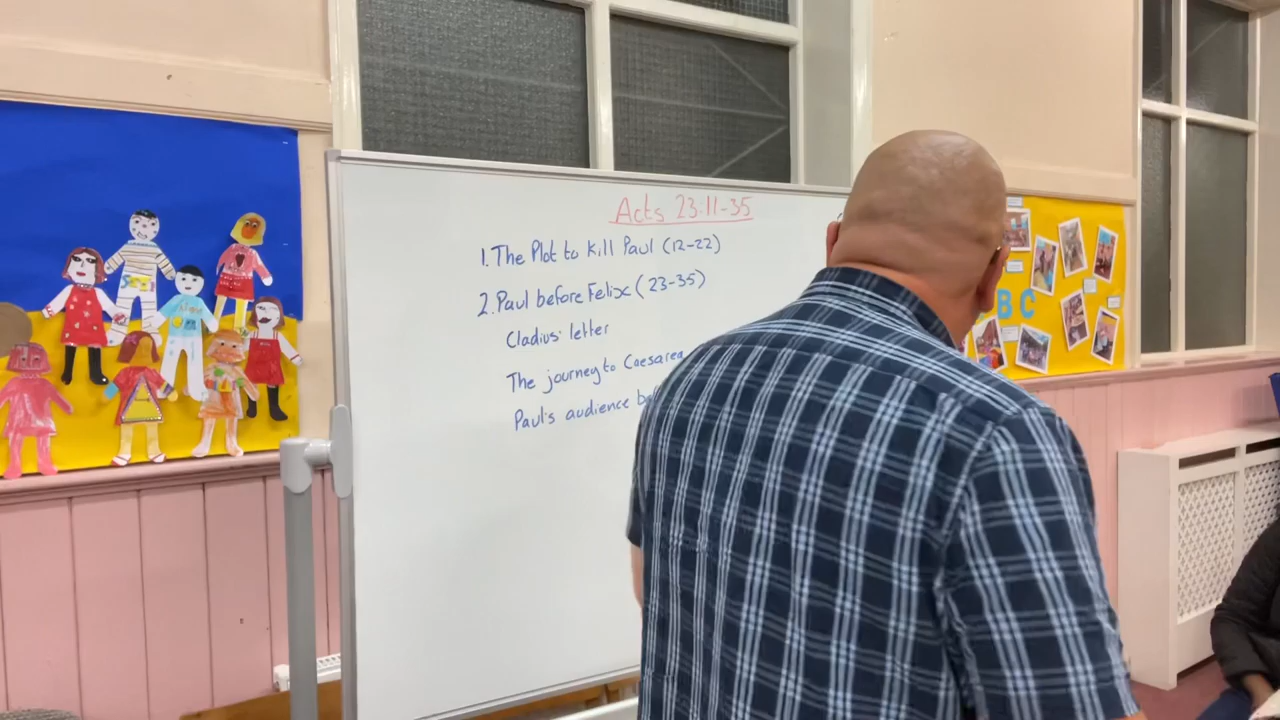 Acts 23:11-35
1. The Plot to Kill Paul (12-22)
2. Paul before Felix (23-35)
Cladius' letter
The journey to Caesarea
Paul's audience
B C